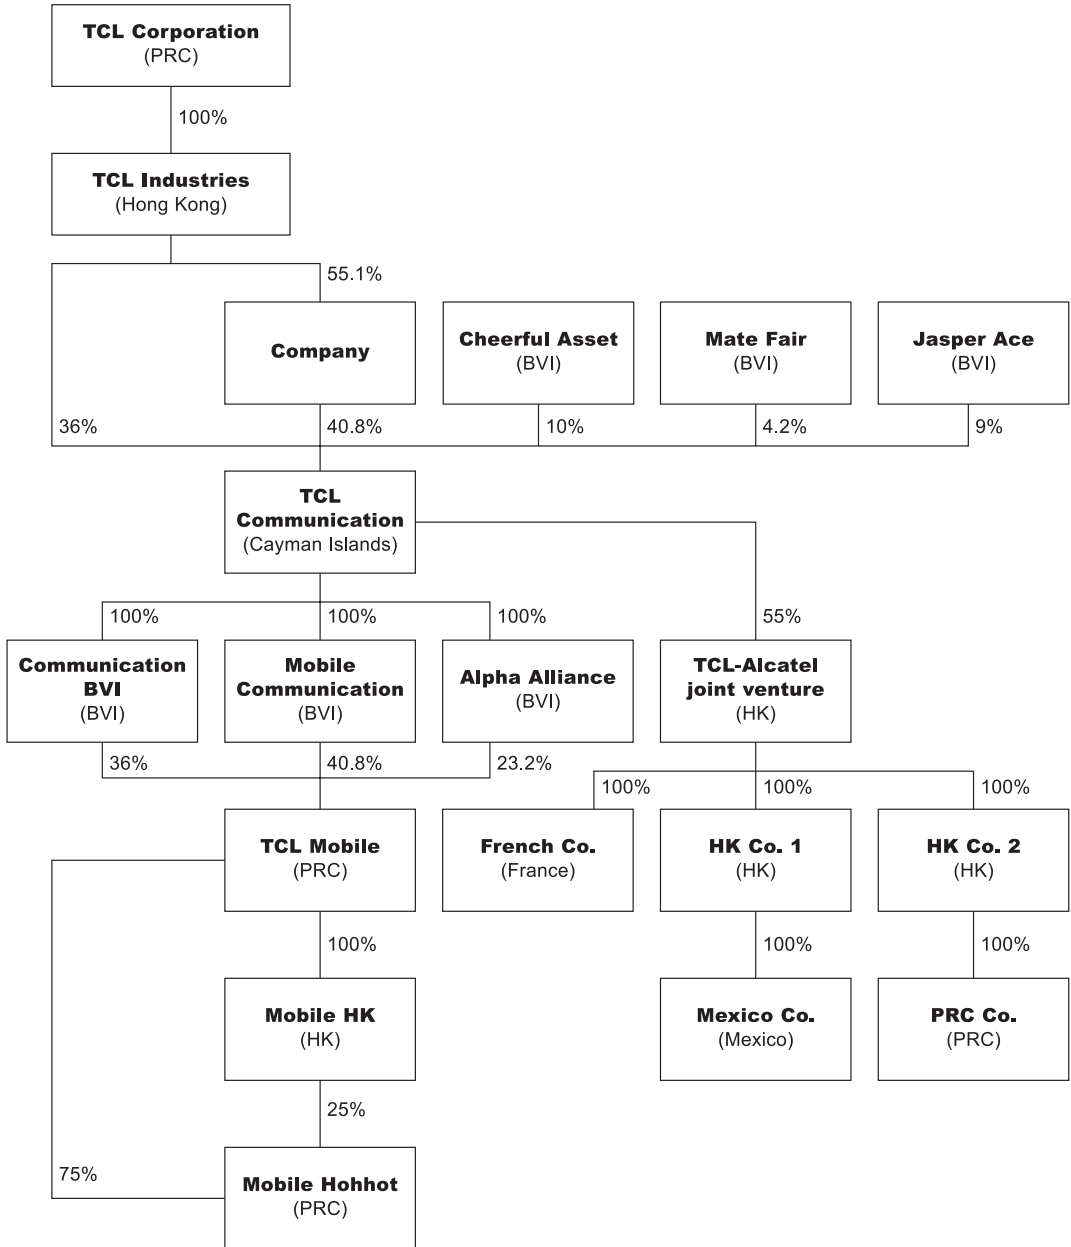 TCL Corporation
(PRC)
100%
TCL Industries
(Hong Kong)
55.1%
Company
Cheerful Asset
(BVI)
Mate Fair
(BVI)
Jasper Ace
(BVI)
36%
40.8%
10%
4.2%
9%
TCL
Communication
(Cayman Islands)
100%
100%
100%
55%
Communication
BVI
(BVI)
Mobile
Communication
(BVI)
Alpha Alliance
(BVI)
TCL-Alcatel
joint venture
(HK)
36%
40.8%
23.2%
100%
100%
100%
TCL Mobile
(PRC)
French Co.
(France)
HK Co. 1
(HK)
HK Co. 2
(HK)
100%
100%
100%
Mobile HK
(HK)
Mexico Co.
(Mexico)
PRC Co.
(PRC)
25%
75%
Mobile Hohhot
(PRC)